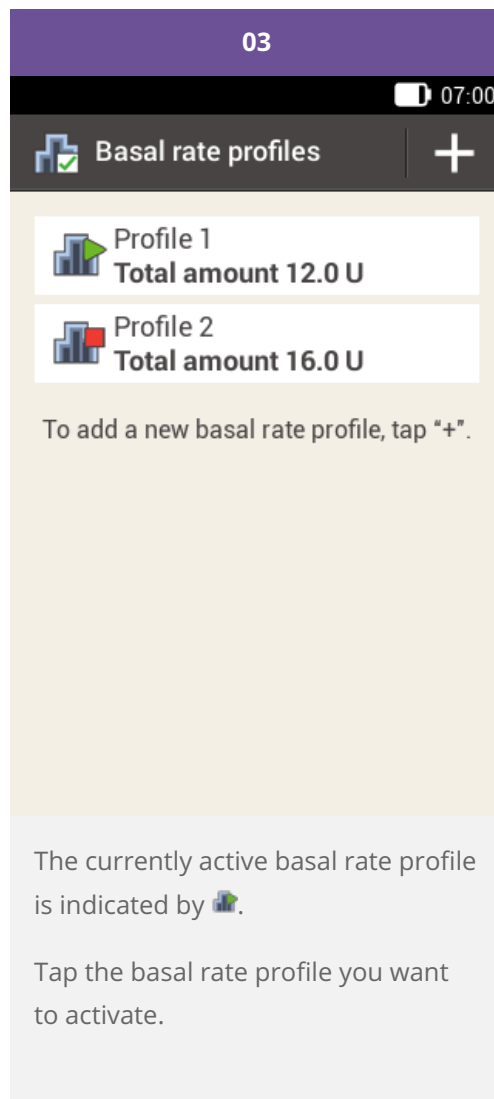 03
07:00
Basal rate profiles
Profile 1
Total amount 12.0 U
Profile 2
Total amount 16.0 U
To add a new basal rate profile, tap “+”.
The currently active basal rate profile
is indicated by .
Tap the basal rate profile you want
to activate.